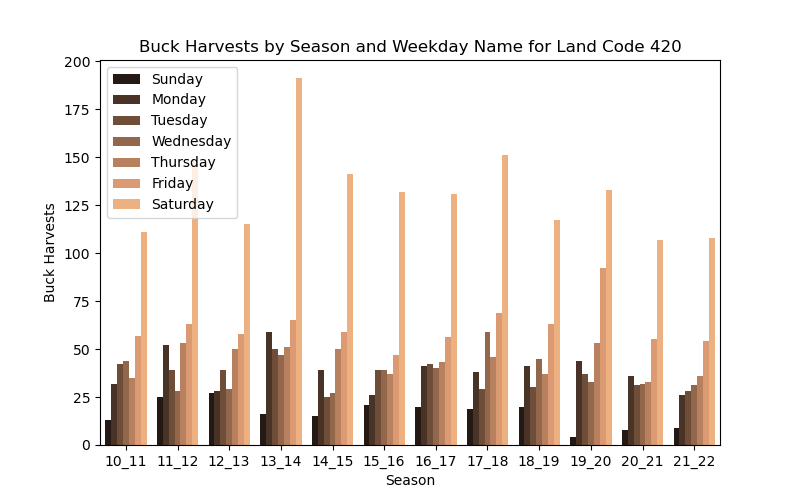 Buck Harvests by Season and Weekday Name for Land Code 420
200
175
150
125
100
75
50
25
0
Buck Harvests
Sunday
Monday
Tuesday
Wednesday
Thursday
Friday
Saturday
10_11 11_12 12_13 13_14 14_15 15_16 16_17 17_18 18_19 19_20 20_21 21_22
Season